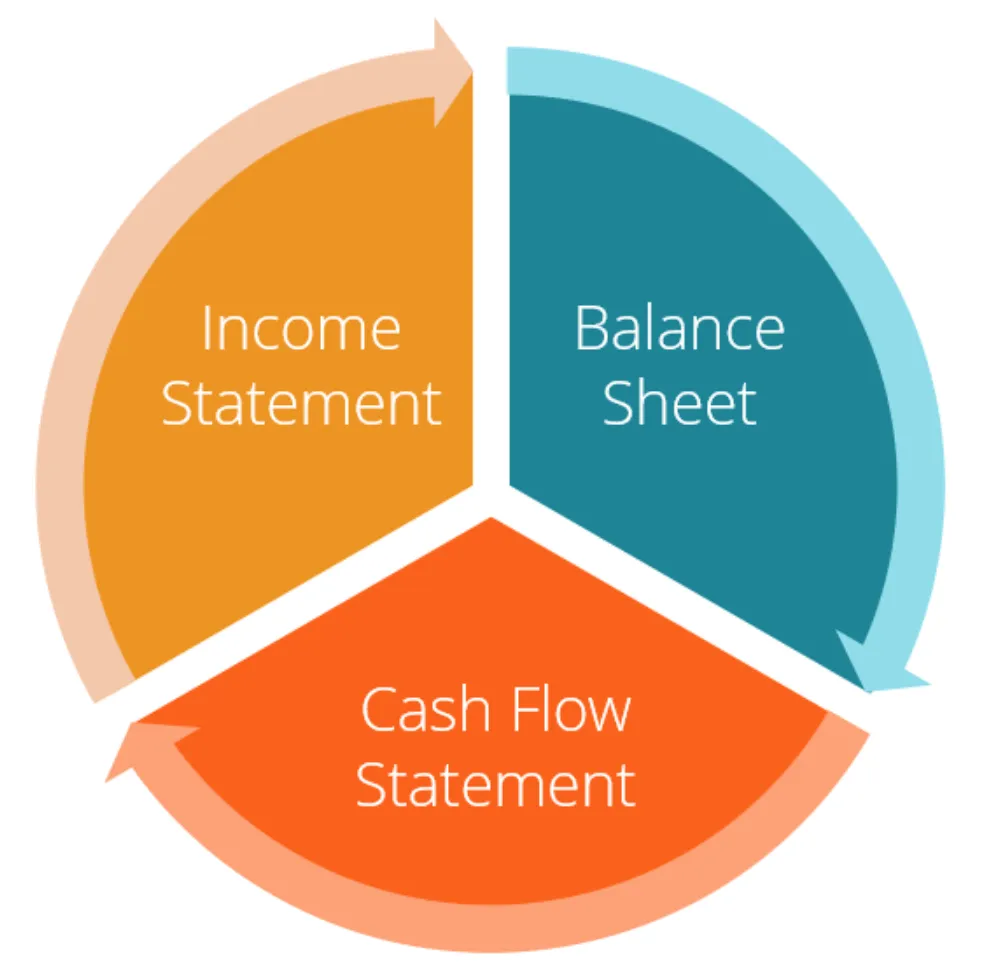 Income
Statement
Balance
Sheet
Cash Flow
Statement